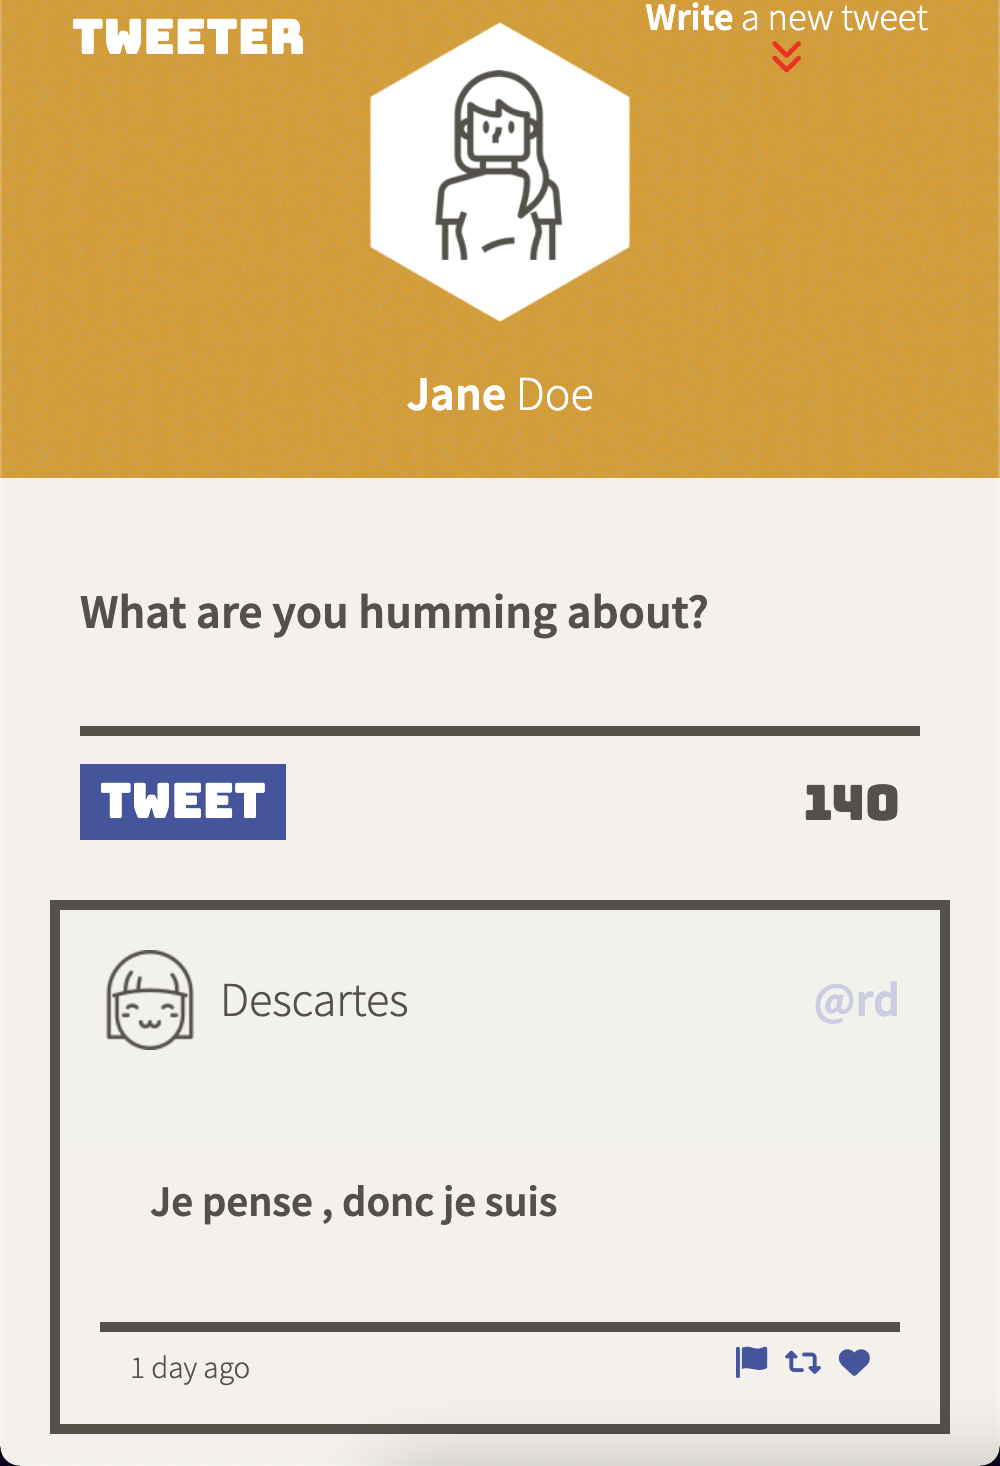 TWEETER
Write a new tweet
Jane Doe
What are you humming about?
TWEET
140
Descartes
@rd
Je pense , donc je suis
1 day ago